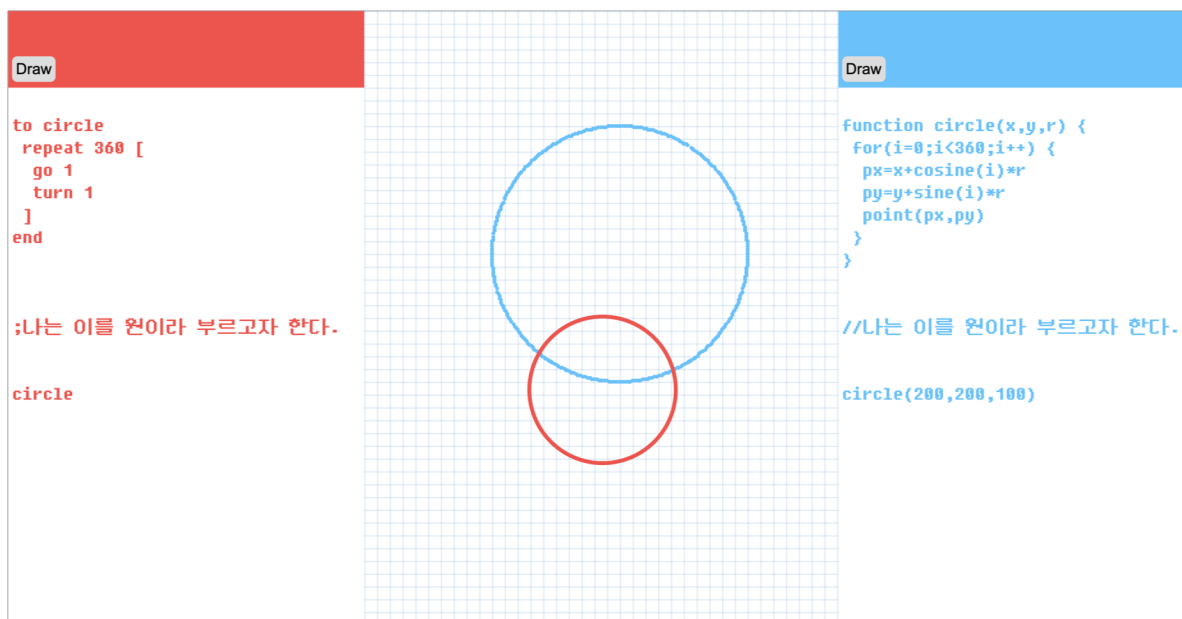 Draw
to circle
repeat 360 [
go 1
turn 1
]
end
;나는 이를 원이라 부르고자 한다.
circle
Draw
function circle(x,y,r) {
for(i=0;i<360;i++) {
px=x+cosine(i)*r
py=y+sine(i)*r
point(px,py)
}
}
//나는 이를 원이라 부르고자 한다.
circle(200,200,100)